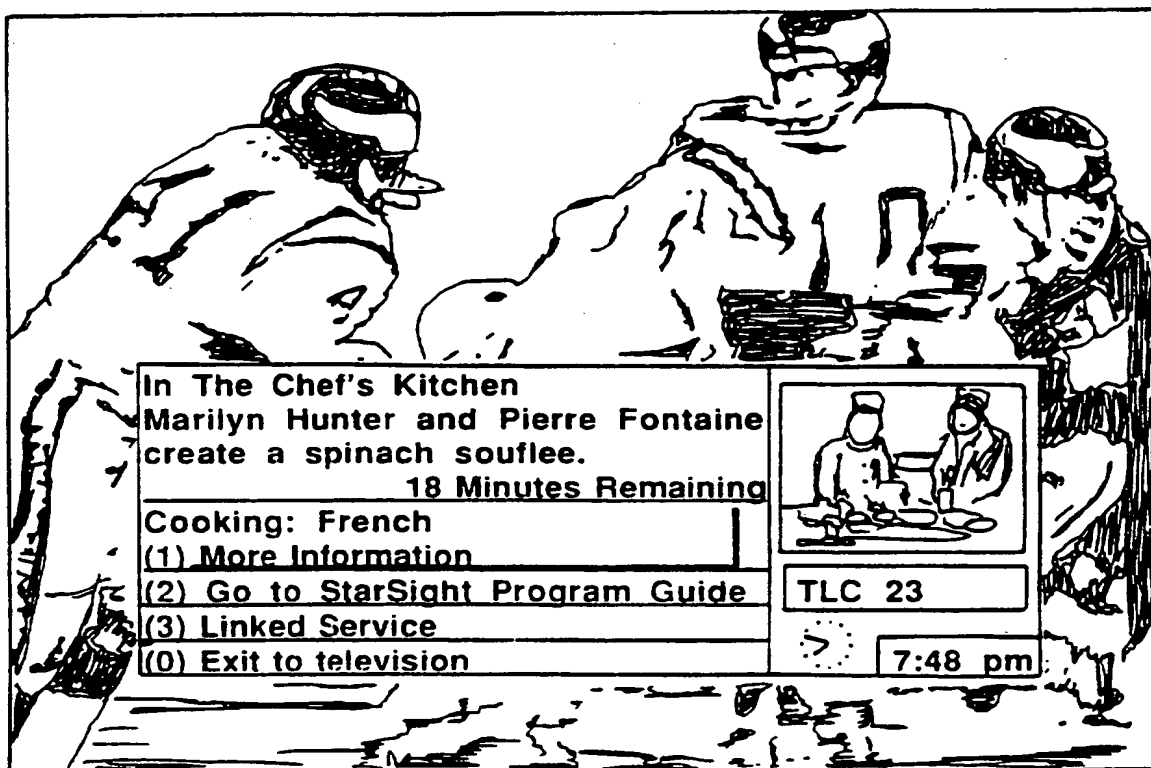 In The Chef's Kitchen
Marilyn Hunter and Pierre Fontaine
create a spinach souflee.
18 Minutes Remaining
Cooking: French
(1) More Information
(2) Go to StarSight Program Guide
(3) Linked Service
(0) Exit to television
TLC 23
7:48 pm